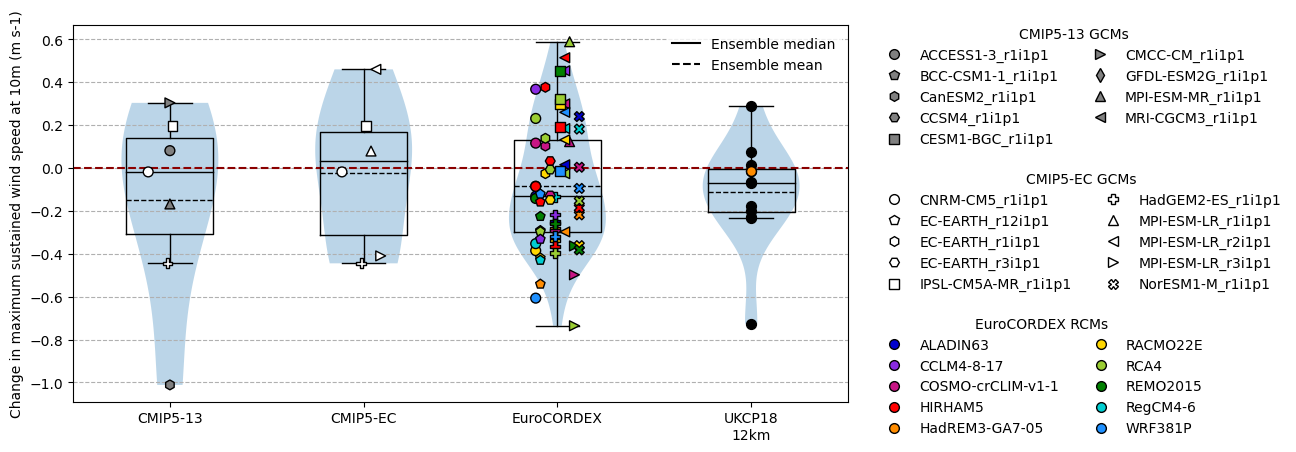 Change in maximum sustained wind speed at 10m (m s-1)
0.6
0.4
0.2
0.0
−0.2
−0.4
−0.6
−0.8
−1.0
CMIP5-13
CMIP5-EC
EuroCORDEX
UKCP18
12km
Ensemble median
Ensemble mean
CMIP5-13 GCMs
ACCESS1-3_r1i1p1
BCC-CSM1-1_r1i1p1
CanESM2_r1i1p1
CCSM4_r1i1p1
CESM1-BGC_r1i1p1
CMCC-CM_r1i1p1
GFDL-ESM2G_r1i1p1
MPI-ESM-MR_r1i1p1
MRI-CGCM3_r1i1p1
CMIP5-EC GCMs
CNRM-CM5_r1i1p1
EC-EARTH_r12i1p1
EC-EARTH_r1i1p1
EC-EARTH_r3i1p1
IPSL-CM5A-MR_r1i1p1
HadGEM2-ES_r1i1p1
MPI-ESM-LR_r1i1p1
MPI-ESM-LR_r2i1p1
MPI-ESM-LR_r3i1p1
NorESM1-M_r1i1p1
EuroCORDEX RCMs
ALADIN63
CCLM4-8-17
COSMO-crCLIM-v1-1
HIRHAM5
HadREM3-GA7-05
RACMO22E
RCA4
REMO2015
RegCM4-6
WRF381P